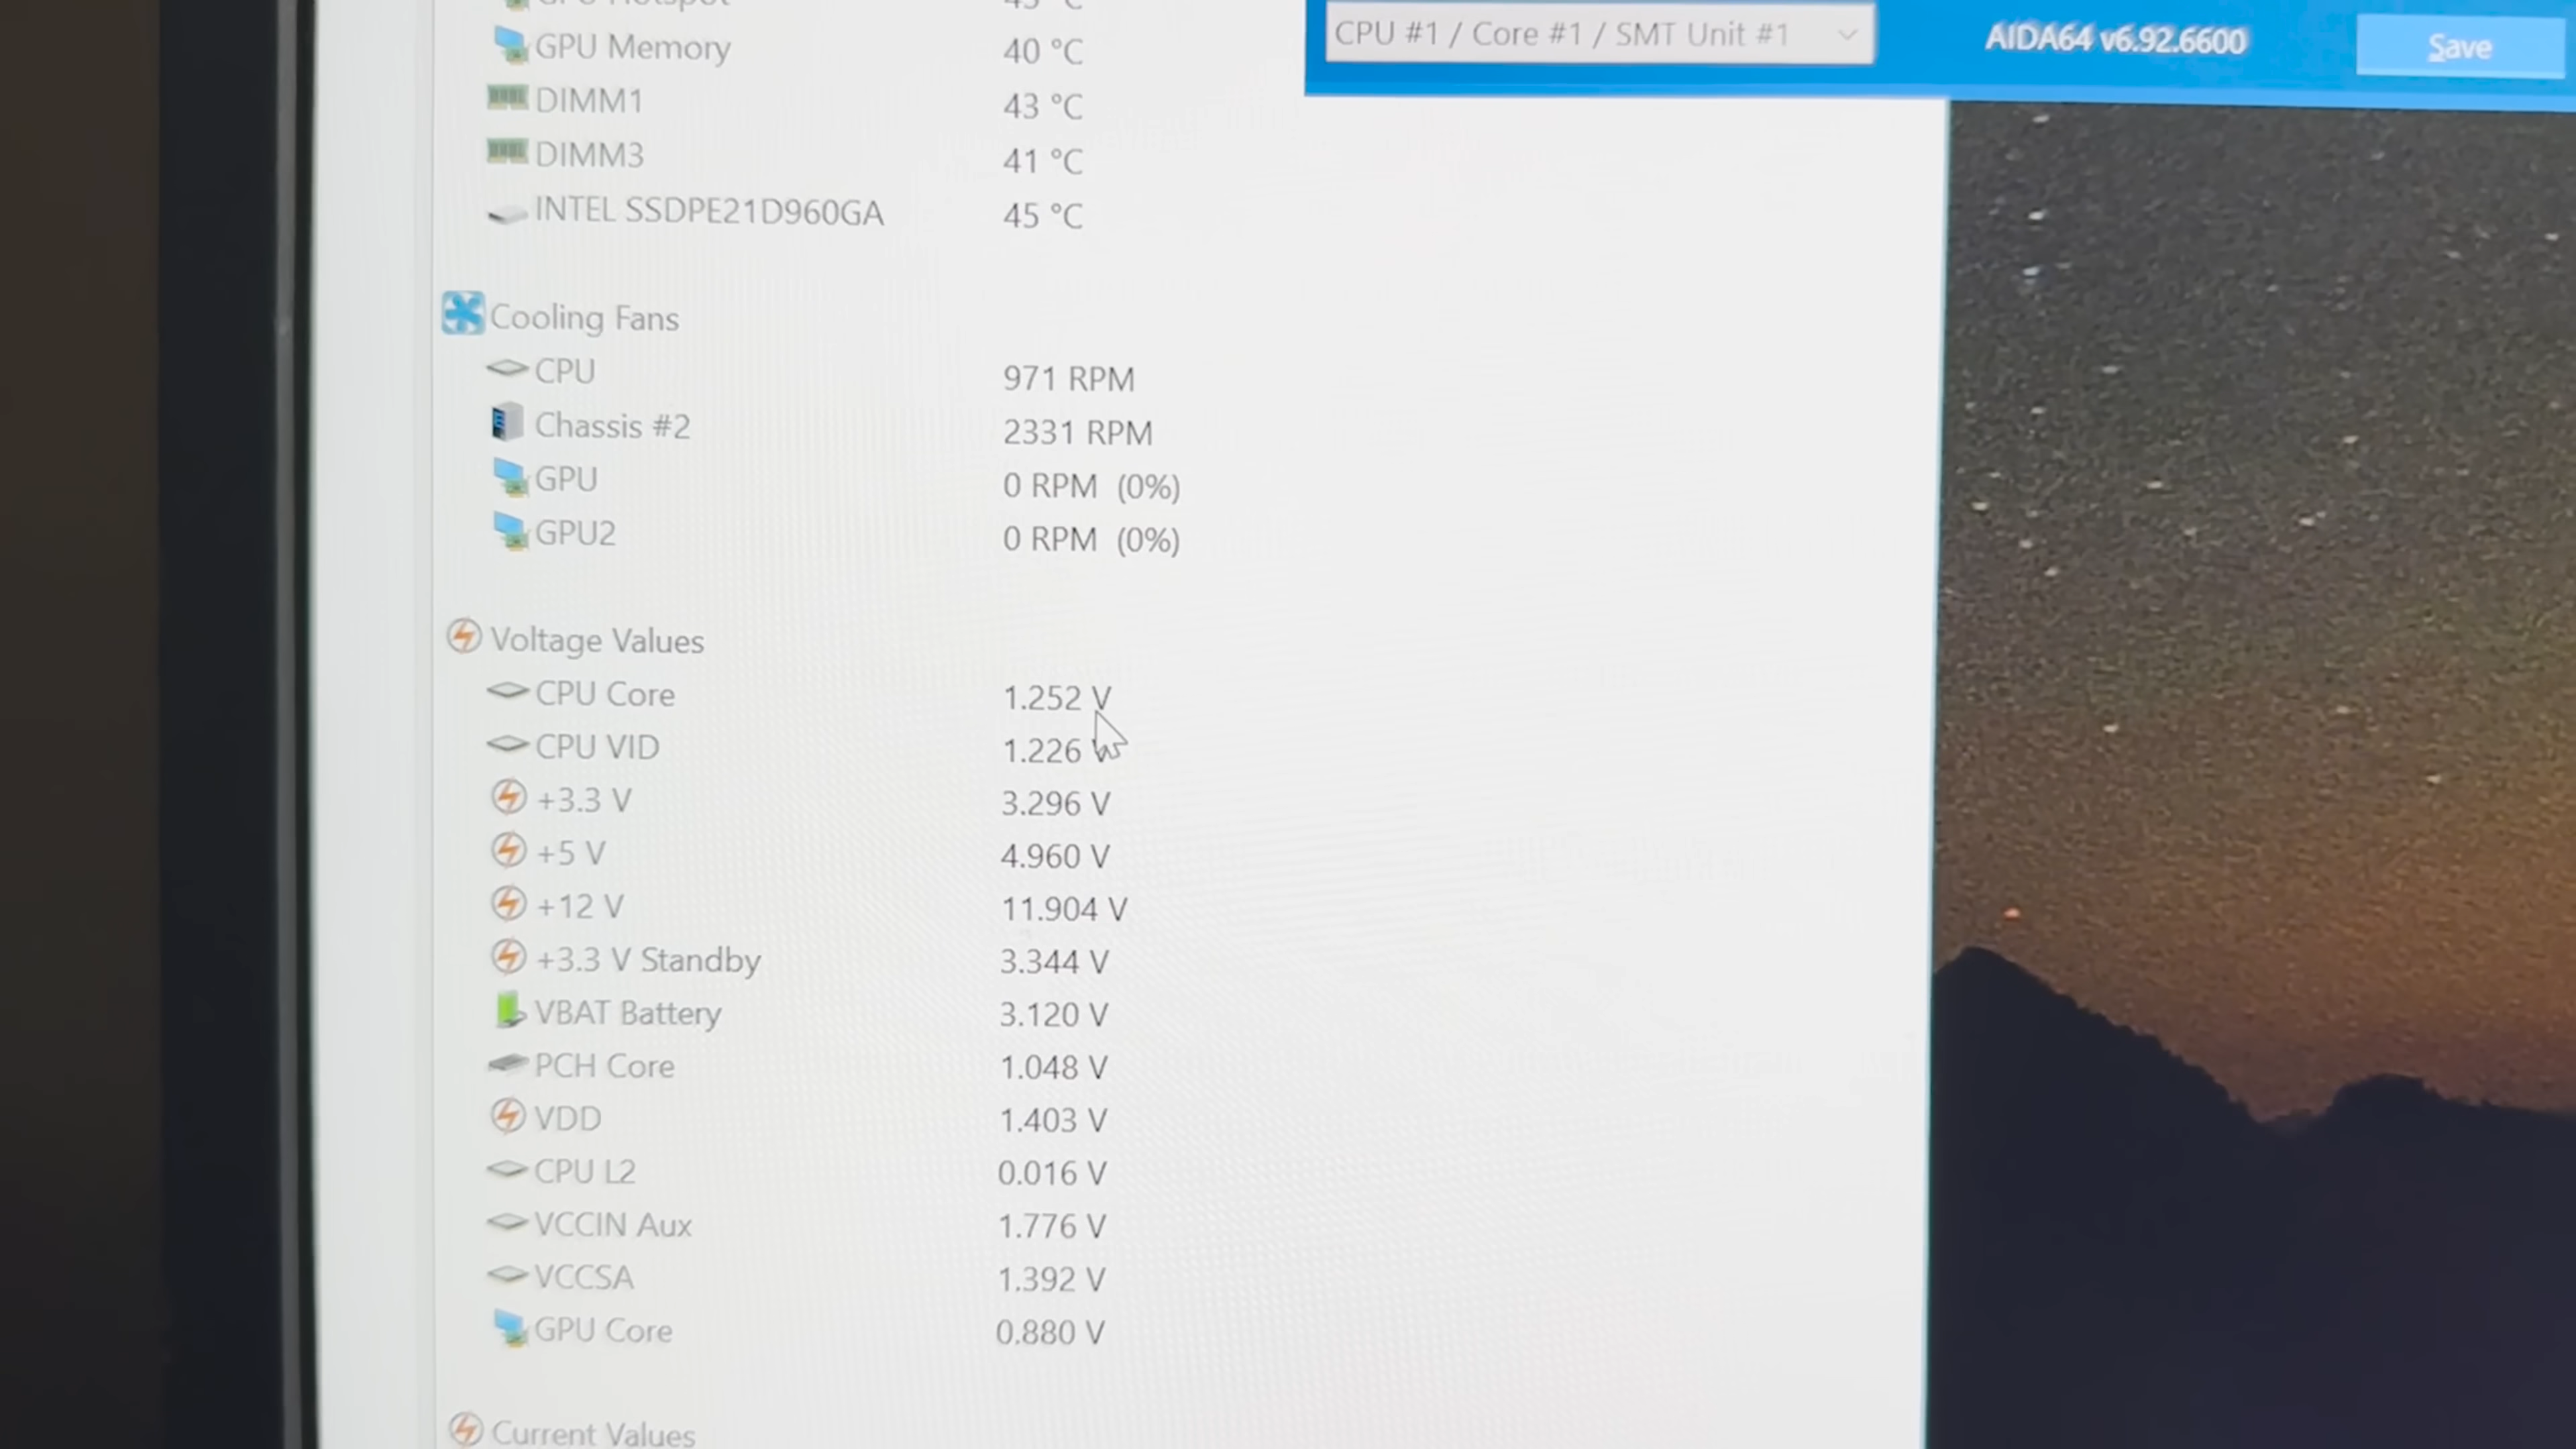 GPU Hotspot 43 °C
GPU Memory 40 °C
DIMM1 43 °C
DIMM3 41 °C
INTEL SSDPE21D960GA 45 °C
Cooling Fans
CPU 971 RPM
Chassis #2 2331 RPM
GPU 0 RPM (0%)
GPU2 0 RPM (0%)
Voltage Values
CPU Core 1.252 V
CPU VID 1.226 V
+3.3 V 3.296 V
+5 V 4.960 V
+12 V 11.904 V
+3.3 V Standby 3.344 V
VBAT Battery 3.120 V
PCH Core 1.048 V
VDD 1.403 V
CPU L2 0.016 V
VCCIN Aux 1.776 V
VCCSA 1.392 V
GPU Core 0.880 V
Current Values
CPU #1 / Core #1 / SMT Unit #1
AIDA64 v6.92.6600
Save